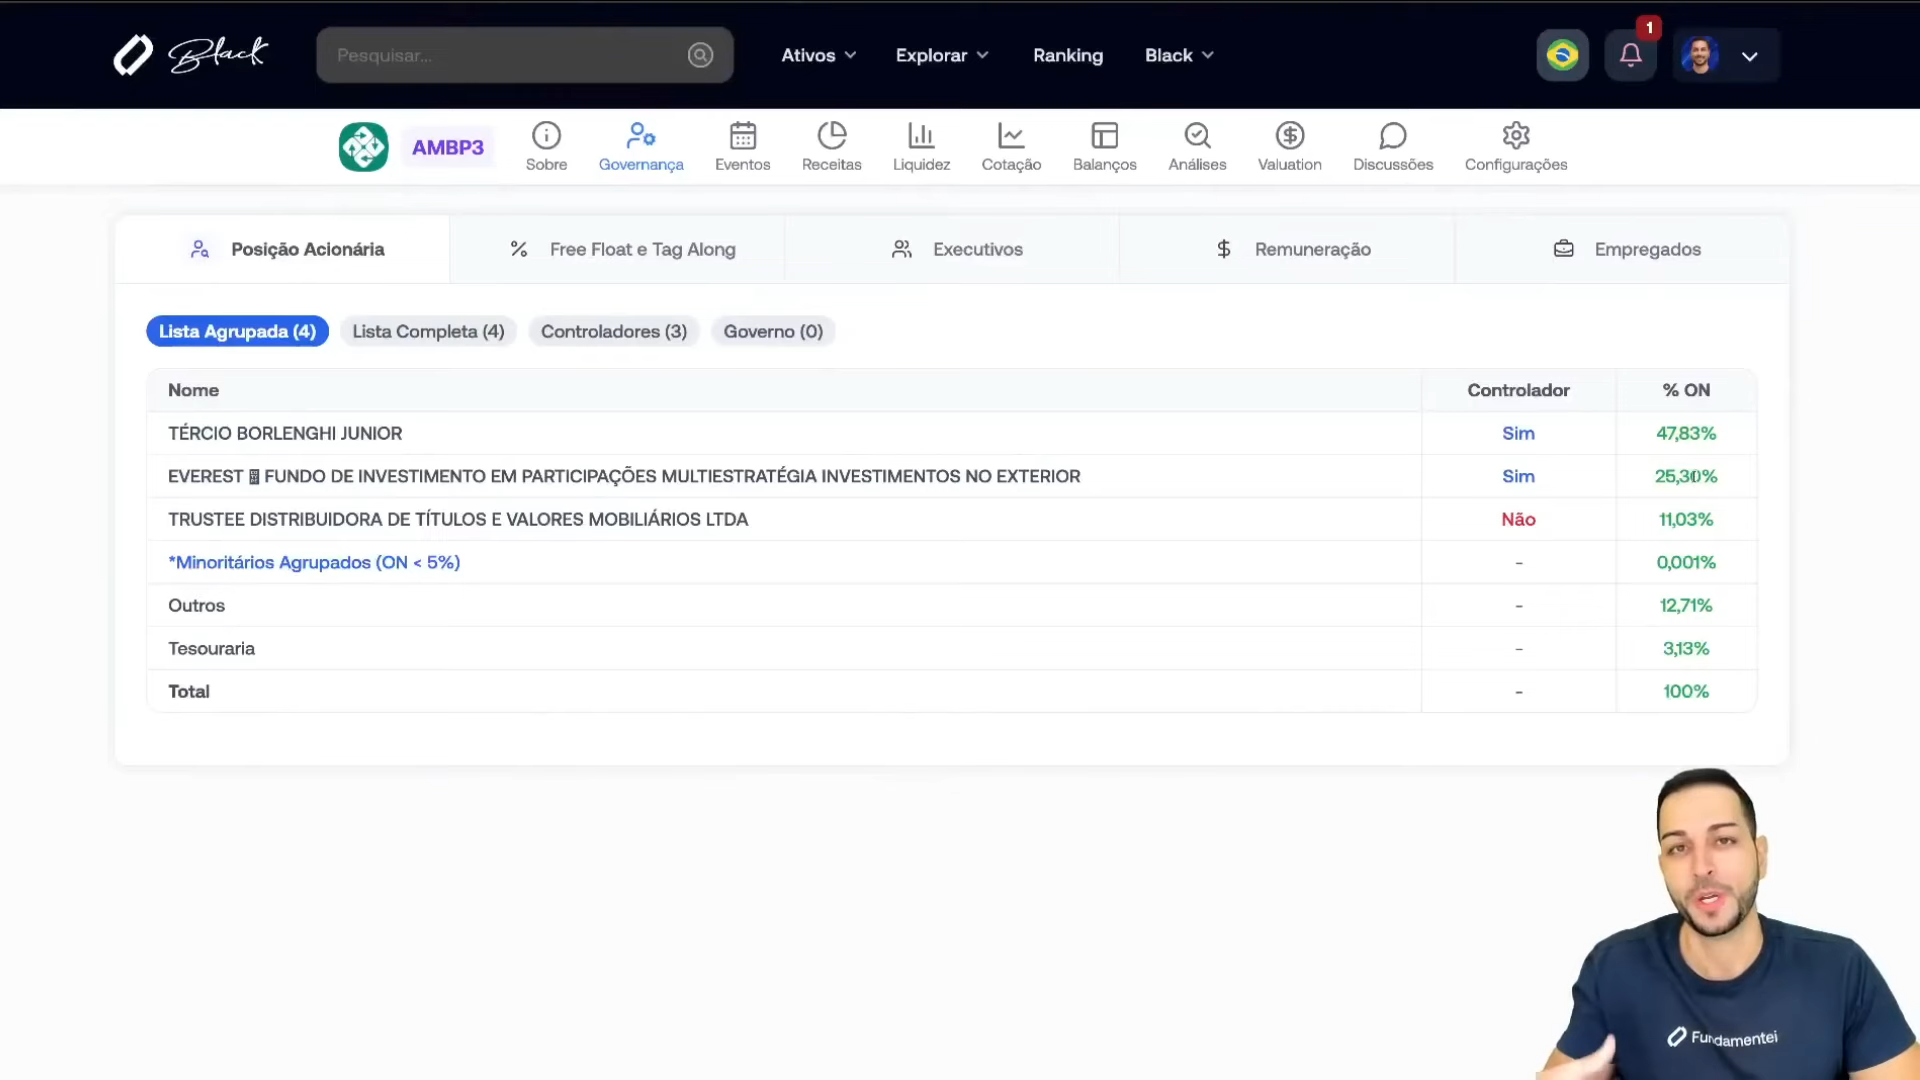 Black
Pesquisar...
Ativos
Explorar
Ranking
Black
1
AMBP3
Sobre
Governança
Eventos
Receitas
Liquidez
Cotação
Balanços
Análises
Valuation
Discussões
Configurações
Posição Acionária
Free Float e Tag Along
Executivos
Remuneração
Empregados
Lista Agrupada (4)
Lista Completa (4)
Controladores (3)
Governo (0)
Nome Controlador % ON
TÉRCIO BORLENGHI JUNIOR Sim 47,83%
EVEREST FUNDO DE INVESTIMENTO EM PARTICIPAÇÕES MULTIESTRATÉGIA INVESTIMENTOS NO EXTERIOR Sim 25,30%
TRUSTEE DISTRIBUIDORA DE TÍTULOS E VALORES MOBILIÁRIOS LTDA Não 11,03%
*Minoritários Agrupados (ON < 5%) - 0,001%
Outros - 12,71%
Tesouraria - 3,13%
Total - 100%
Fundamentei